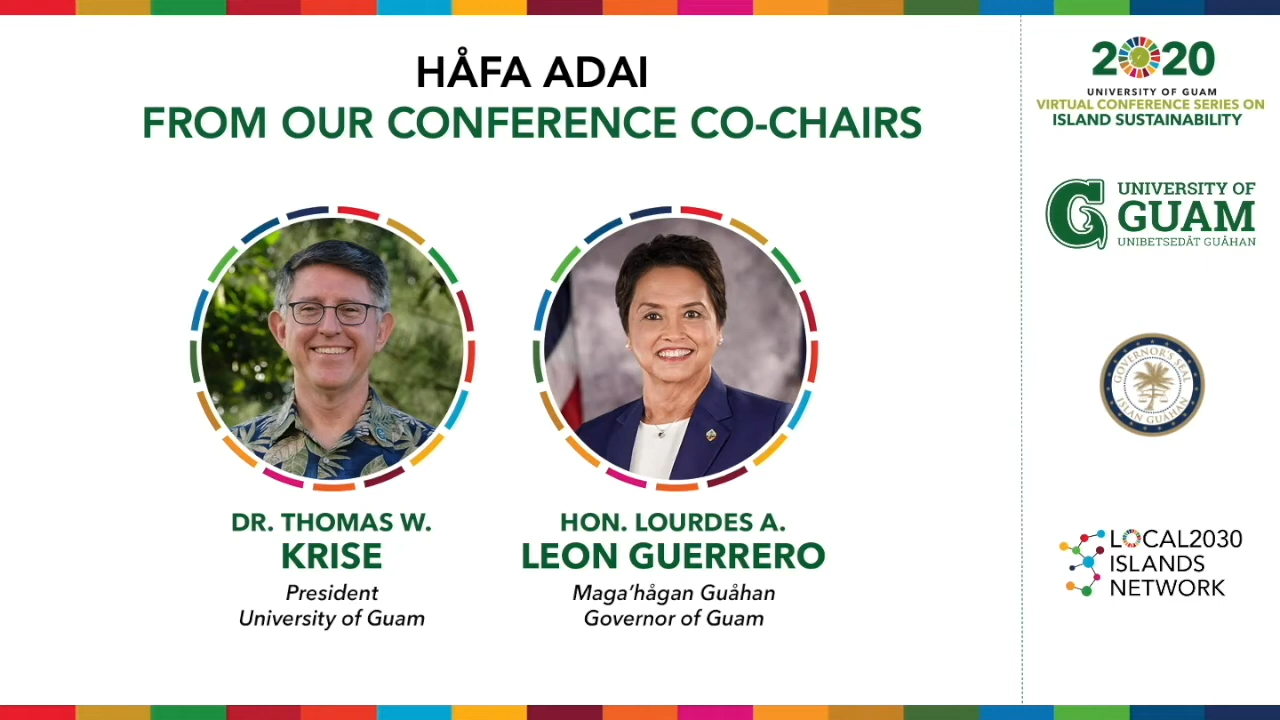 HÅFA ADAI
FROM OUR CONFERENCE CO-CHAIRS
DR. THOMAS W.
KRISE
President
University of Guam
HON. LOURDES A.
LEON GUERRERO
Maga'hågan Guåhan
Governor of Guam
2020
UNIVERSITY OF GUAM
VIRTUAL CONFERENCE SERIES ON
ISLAND SUSTAINABILITY
G
UNIVERSITY OF
GUAM
UNIBETSEDÅT GUÅHAN
GOVERNOR'S SEAL
ISLAN GUÅHAN
LOCAL2030
ISLANDS
NETWORK